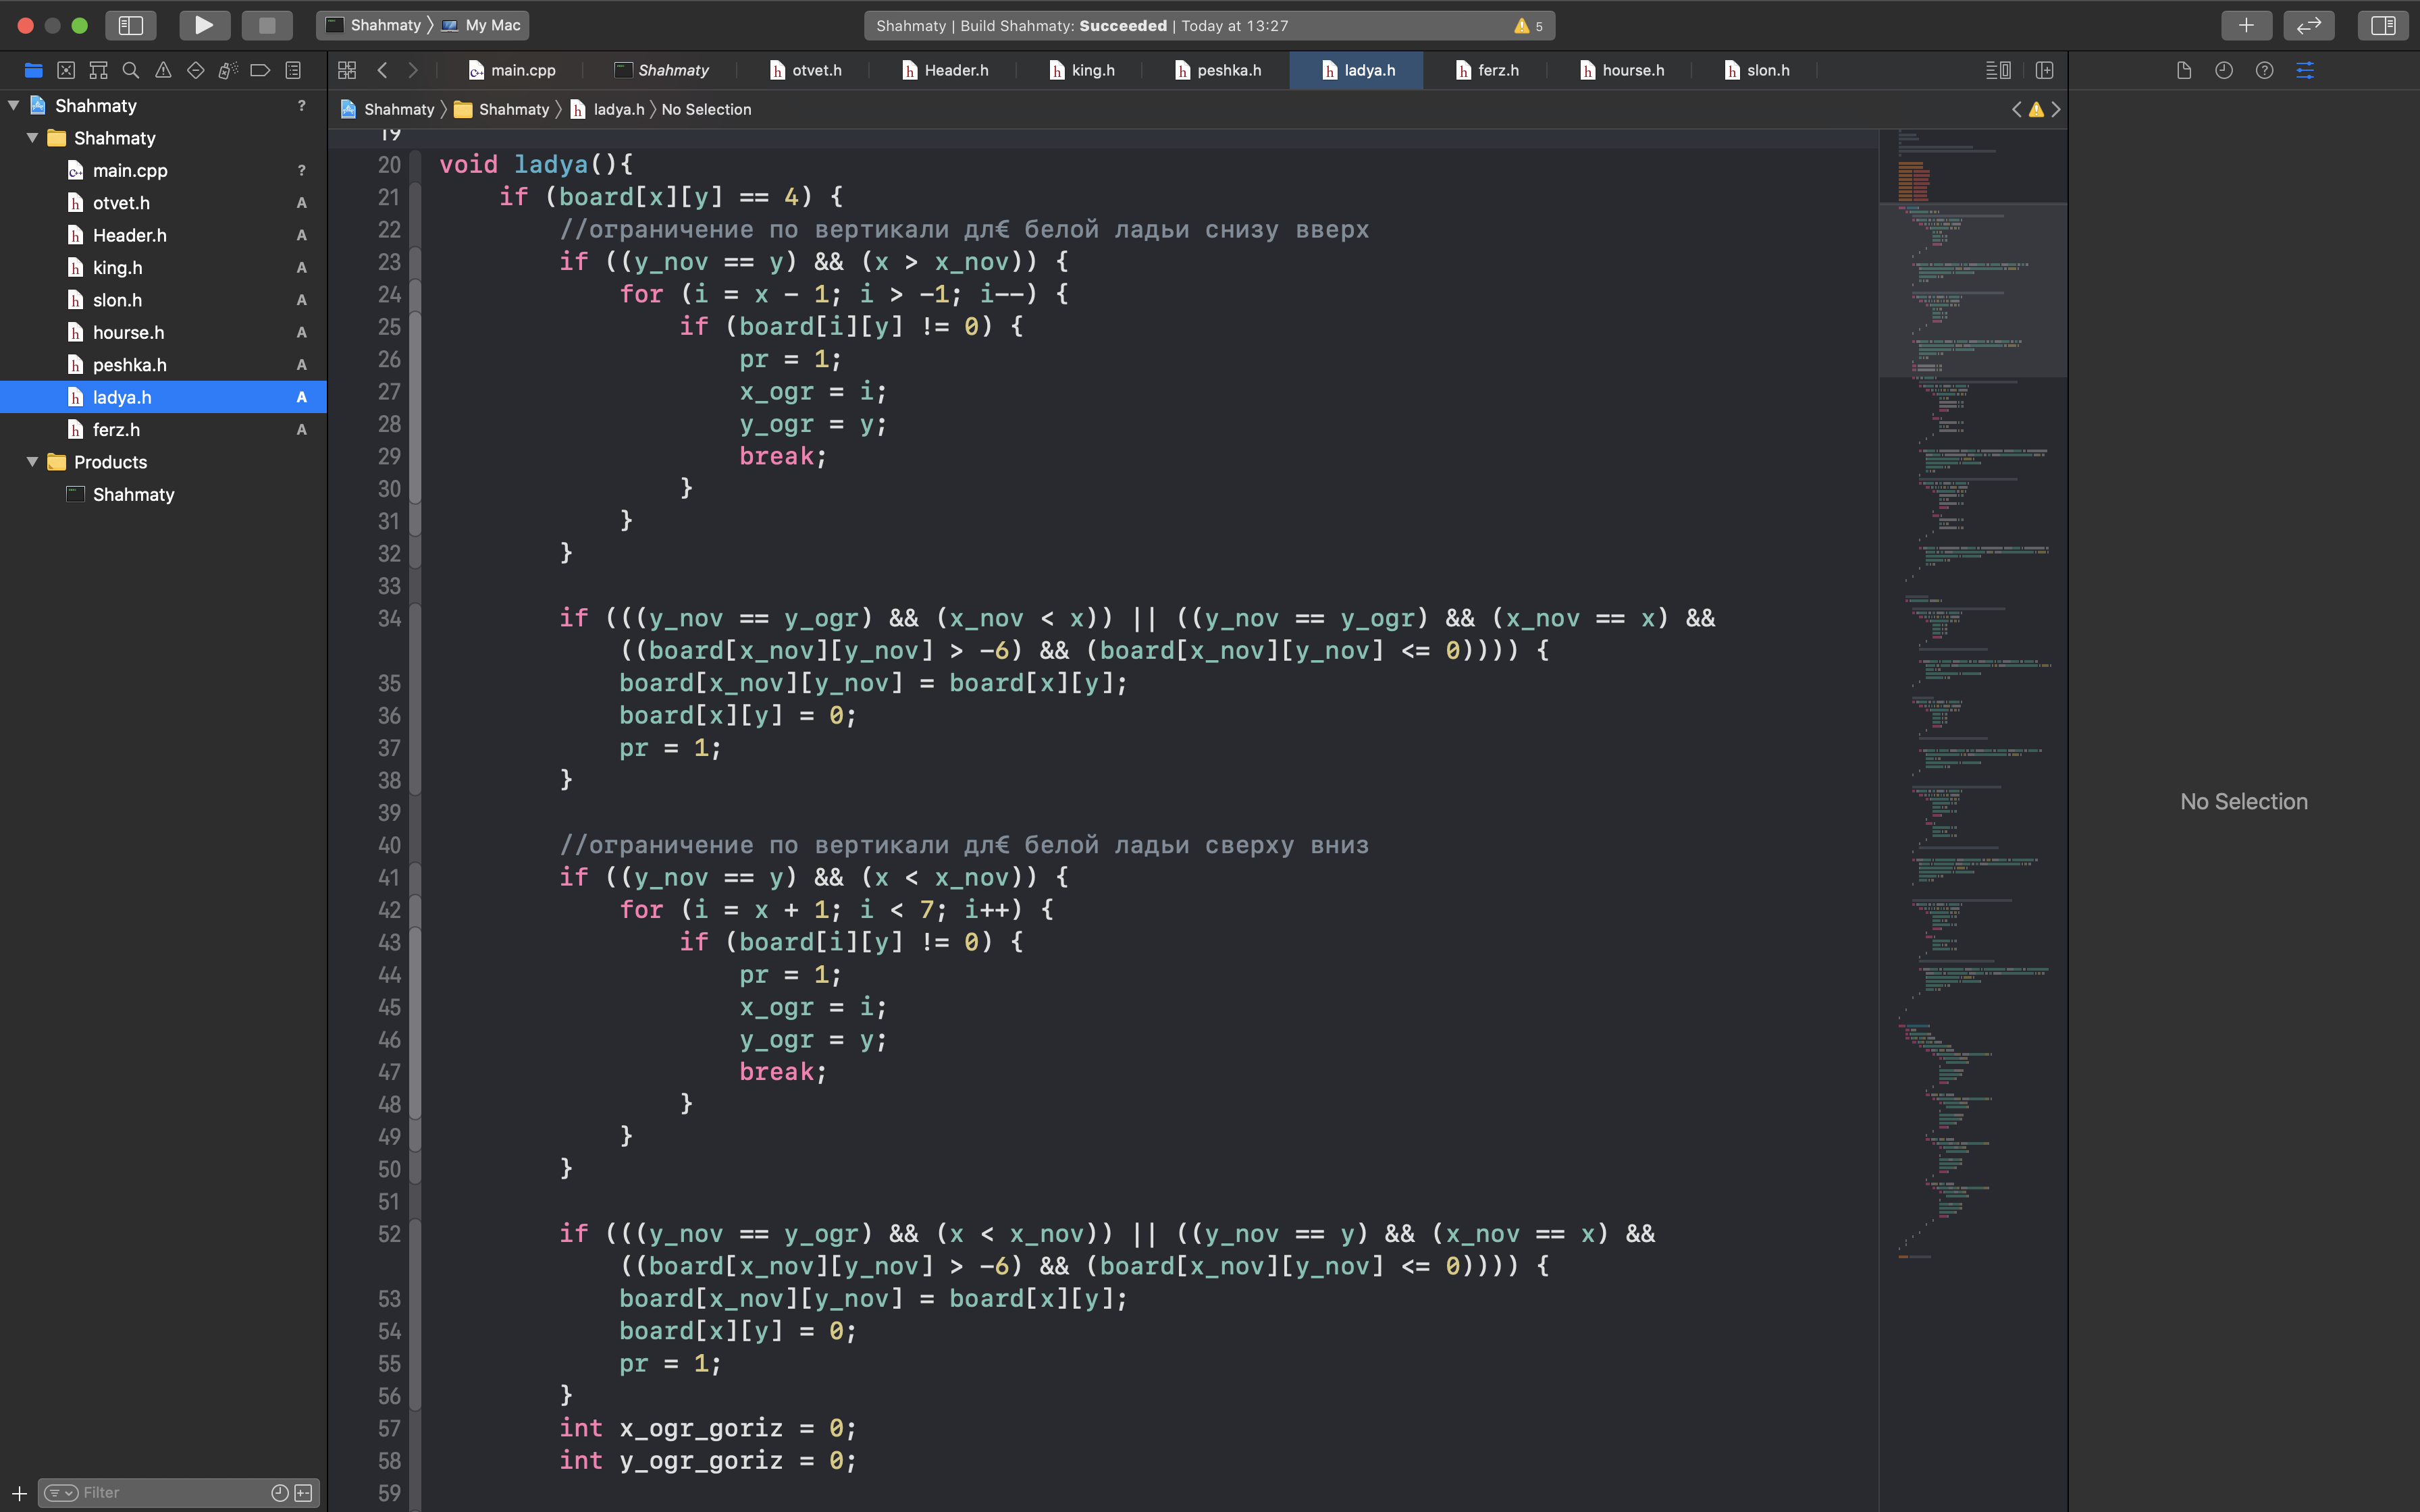 Shahmaty 〉 My Mac
Shahmaty | Build Shahmaty: Succeeded | Today at 13:27
5
main.cpp
Shahmaty
otvet.h
Header.h
king.h
peshka.h
ladya.h
ferz.h
hourse.h
slon.h
Shahmaty 〉 Shahmaty 〉 ladya.h 〉 No Selection
Shahmaty ?
Shahmaty
main.cpp ?
otvet.h A
Header.h A
king.h A
slon.h A
hourse.h A
peshka.h A
ladya.h A
ferz.h A
Products
Shahmaty
Filter
19
20 void ladya(){
21 if (board[x][y] == 4) {
22 //ограничение по вертикали дл€ белой ладьи снизу вверх
23 if ((y_nov == y) && (x > x_nov)) {
24 for (i = x - 1; i > -1; i--) {
25 if (board[i][y] != 0) {
26 pr = 1;
27 x_ogr = i;
28 y_ogr = y;
29 break;
30 }
31 }
32 }
33
34 if (((y_nov == y_ogr) && (x_nov < x)) || ((y_nov == y_ogr) && (x_nov == x) &&
((board[x_nov][y_nov] > -6) && (board[x_nov][y_nov] <= 0)))) {
35 board[x_nov][y_nov] = board[x][y];
36 board[x][y] = 0;
37 pr = 1;
38 }
39
40 //ограничение по вертикали дл€ белой ладьи сверху вниз
41 if ((y_nov == y) && (x < x_nov)) {
42 for (i = x + 1; i < 7; i++) {
43 if (board[i][y] != 0) {
44 pr = 1;
45 x_ogr = i;
46 y_ogr = y;
47 break;
48 }
49 }
50 }
51
52 if (((y_nov == y_ogr) && (x < x_nov)) || ((y_nov == y) && (x_nov == x) &&
((board[x_nov][y_nov] > -6) && (board[x_nov][y_nov] <= 0)))) {
53 board[x_nov][y_nov] = board[x][y];
54 board[x][y] = 0;
55 pr = 1;
56 }
57 int x_ogr_goriz = 0;
58 int y_ogr_goriz = 0;
59
No Selection